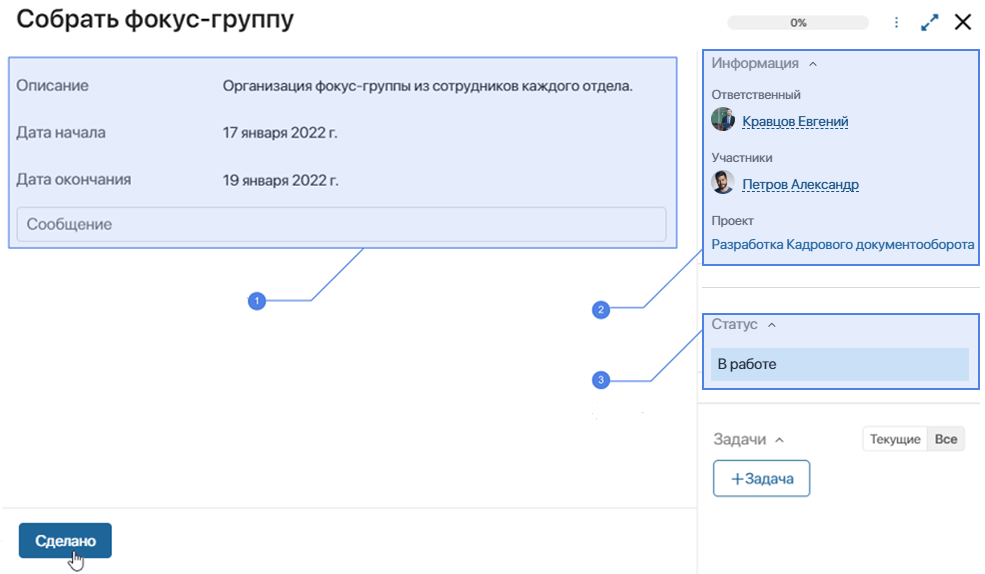 Собрать фокус-группу
0%
Описание Организация фокус-группы из сотрудников каждого отдела.
Дата начала 17 января 2022 г.
Дата окончания 19 января 2022 г.
Сообщение
1
Информация
Ответственный
Кравцов Евгений
Участники
Петров Александр
Проект
Разработка Кадрового документооборота
2
Статус
В работе
3
Задачи Текущие Все
+Задача
Сделано